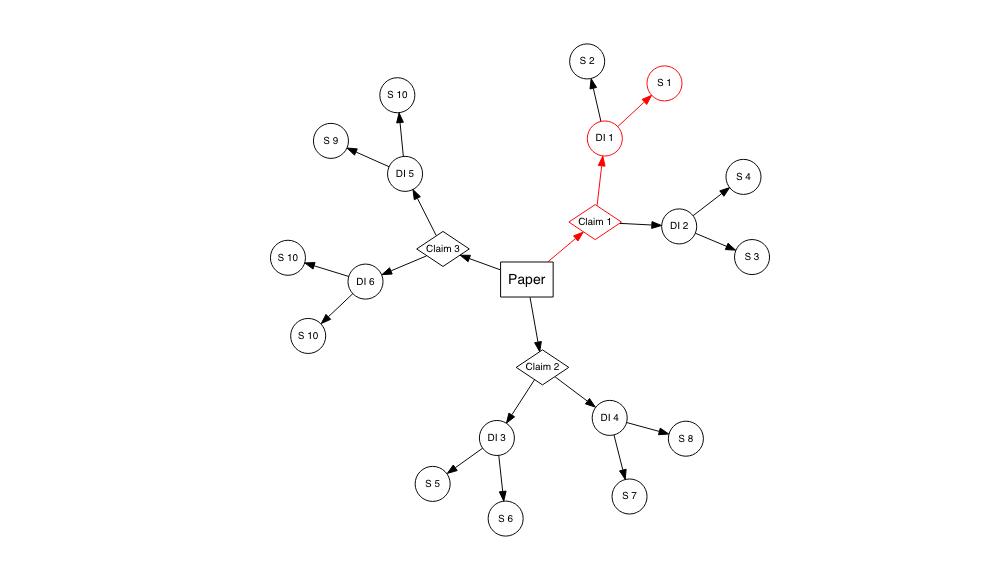 S 2
S 1
S 10
DI 1
S 9
DI 5
S 4
Claim 1
DI 2
Claim 3
S 10
S 3
DI 6
Paper
S 10
Claim 2
DI 4
DI 3
S 8
S 5
S 7
S 6